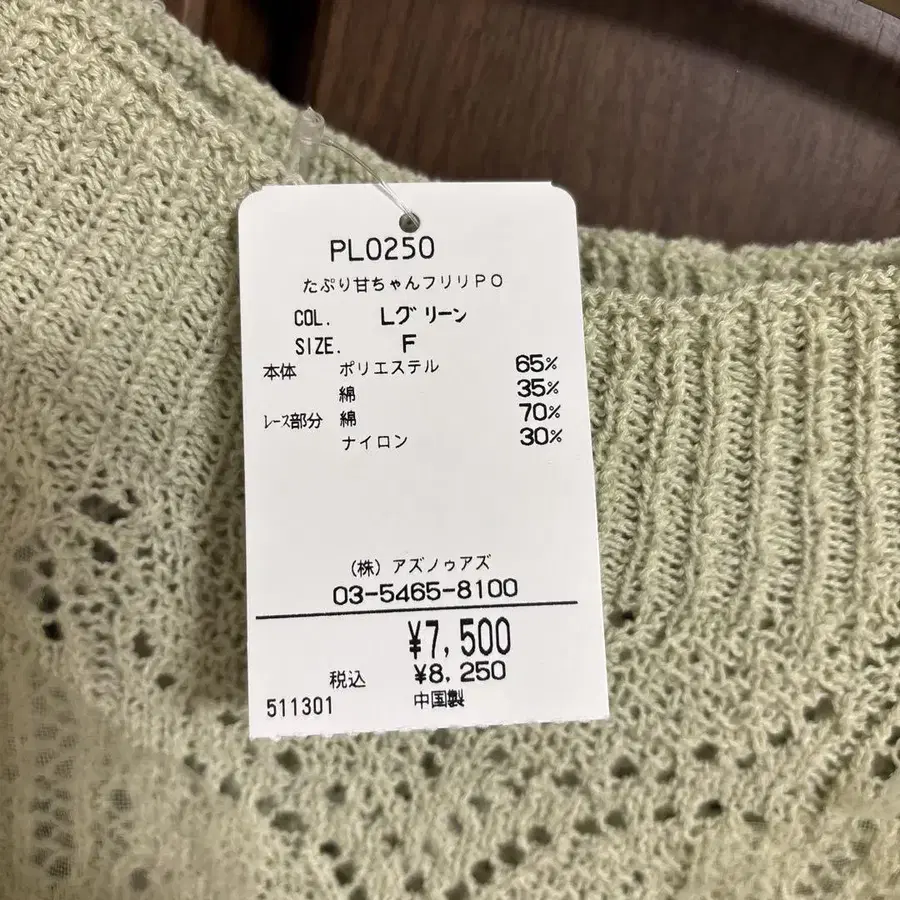 PL0250
たぷり甘ちゃんフリリPO
COL. Lグリーン
SIZE. F
本体 ポリエステル 65%
綿 35%
レース部分 綿 70%
ナイロン 30%
(株) アズノゥアズ
03-5465-8100
¥7,500
税込 ¥8,250
511301 中国製